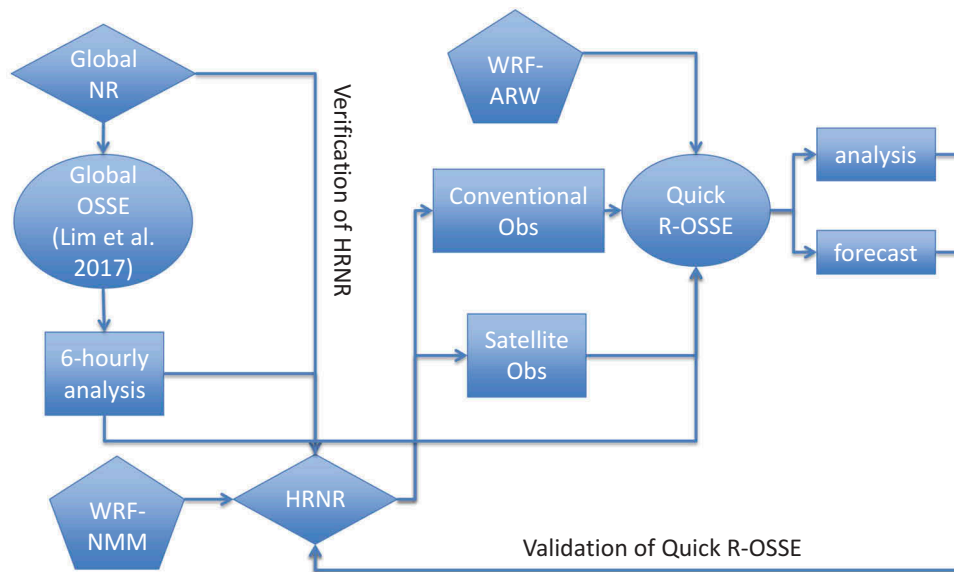 Global
NR
Global
OSSE
(Lim et al.
2017)
6-hourly
analysis
WRF-
NMM
HRNR
Verification of HRNR
WRF-
ARW
Conventional
Obs
Satellite
Obs
Quick
R-OSSE
analysis
forecast
Validation of Quick R-OSSE